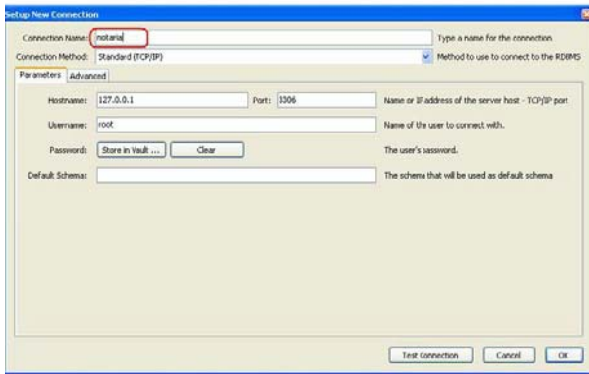 Setup New Connection
Connection Name: notaria Type a name for the connection
Connection Method: Standard (TCP/IP) Method to use to connect to the RDBMS
Parameters Advanced
Hostname: 127.0.0.1 Port: 3306 Name or IP address of the server host - TCP/IP port
Username: root Name of the user to connect with.
Password: Store in Vault ... Clear The user's password.
Default Schema: The schema that will be used as default schema
Test Connection Cancel OK